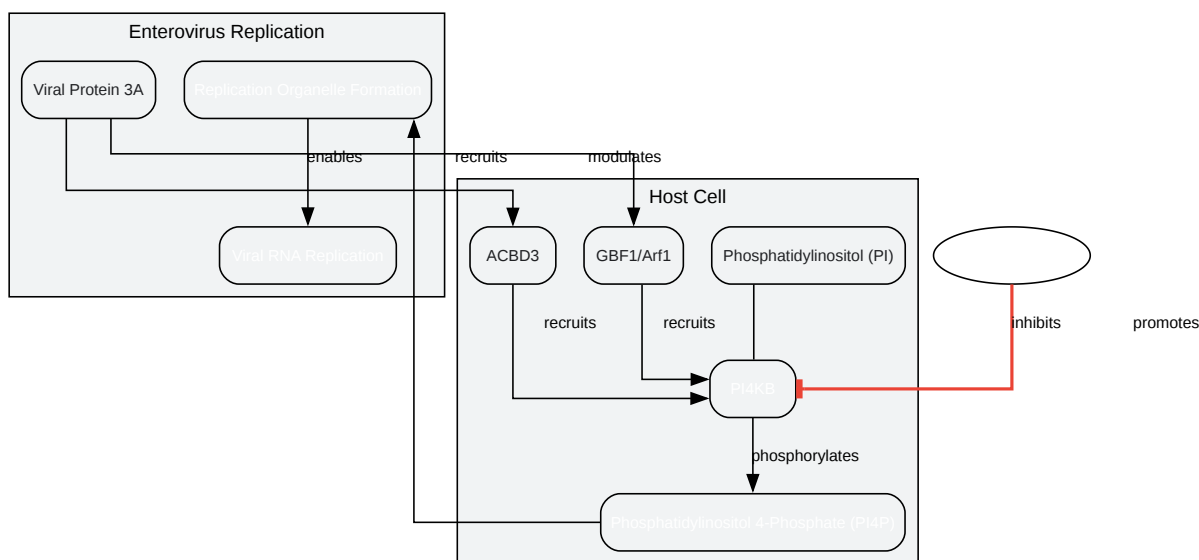 Enterovirus Replication
Viral Protein 3A
Replication Organelle Formation
enables
recruits
modulates
Host Cell
Viral RNA Replication
ACBD3
GBF1/Arf1
Phosphatidylinositol (PI)
recruits
recruits
inhibits
promotes
PI4KB
phosphorylates
Phosphatidylinositol 4-Phosphate (PI4P)